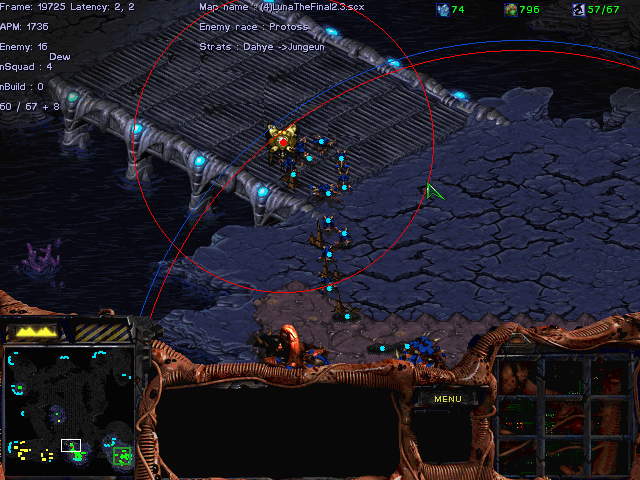 Frame: 19725 Latency: 2, 2
Map name : (4)LunaTheFinal2.3.scx
74
796
57/67
APM: 1736
Enemy race : Protoss
Enemy: 16
Strats : Dahye ->Jungeun
Dew
nSquad : 4
nBuild : 0
60 / 67 + 8
MENU